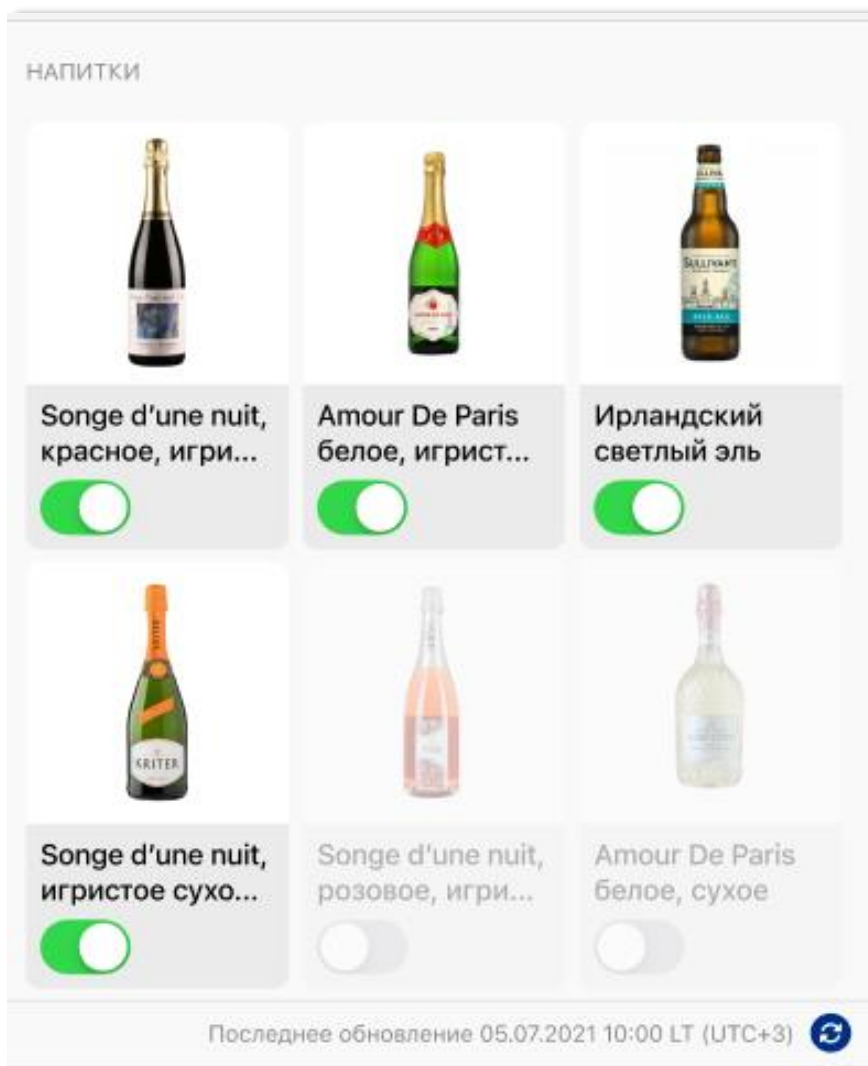 НАПИТКИ
SULLIVAN'S
KRITER
Songe d'une nuit,
красное, игри...
Amour De Paris
белое, игрист...
Ирландский
светлый эль
Songe d'une nuit,
игристое сухо...
Songe d'une nuit,
розовое, игри...
Amour De Paris
белое, сухое
Последнее обновление 05.07.2021 10:00 LT (UTC+3)